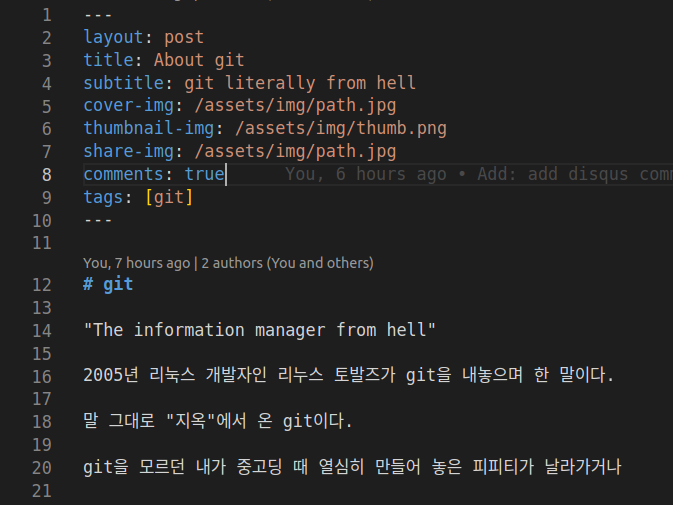 1 ---
2 layout: post
3 title: About git
4 subtitle: git literally from hell
5 cover-img: /assets/img/path.jpg
6 thumbnail-img: /assets/img/thumb.png
7 share-img: /assets/img/path.jpg
8 comments: true You, 6 hours ago • Add: add disqus com
9 tags: [git]
10 ---
11
You, 7 hours ago | 2 authors (You and others)
12 # git
13
14 "The information manager from hell"
15
16 2005년 리눅스 개발자인 리누스 토발즈가 git을 내놓으며 한 말이다.
17
18 말 그대로 "지옥"에서 온 git이다.
19
20 git을 모르던 내가 중고딩 때 열심히 만들어 놓은 피피티가 날라가거나
21